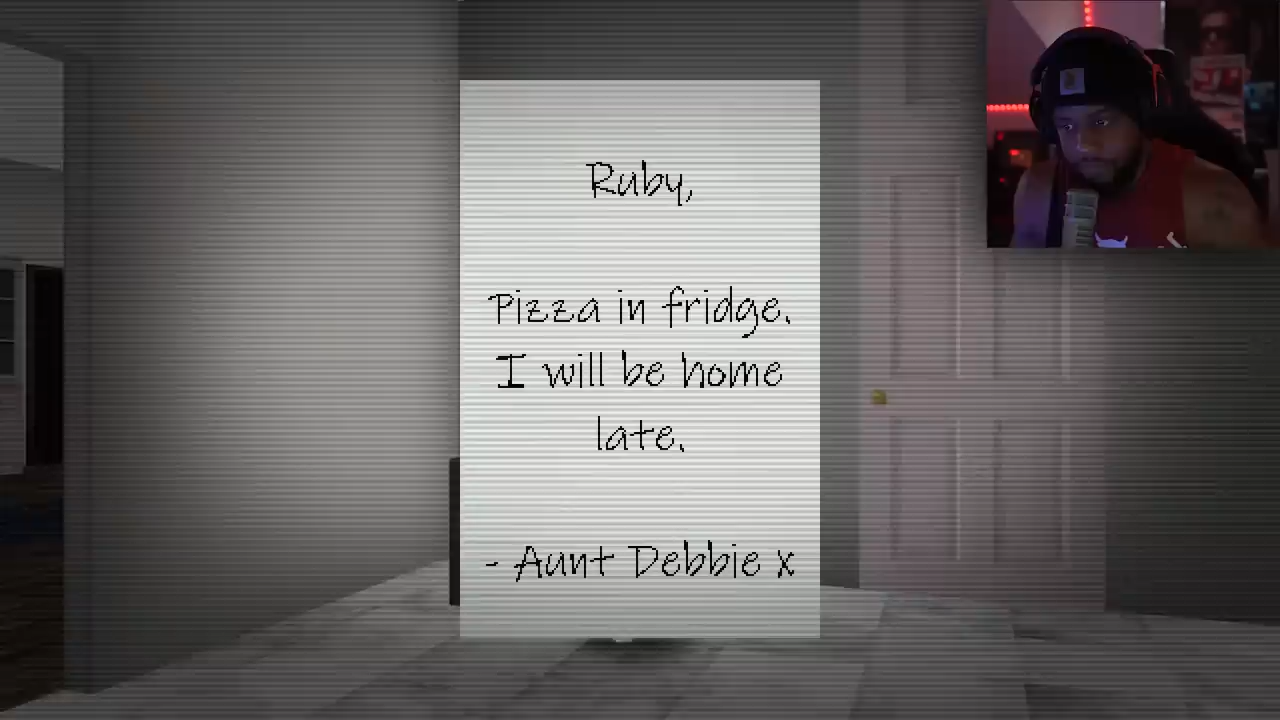 Ruby,
Pizza in fridge.
I will be home
late.
- Aunt Debbie x